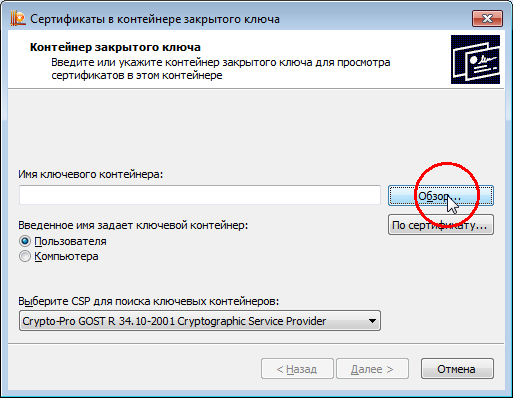 Сертификаты в контейнере закрытого ключа
Контейнер закрытого ключа
Введите или укажите контейнер закрытого ключа для просмотра
сертификатов в этом контейнере
Имя ключевого контейнера:
Обзор...
Введенное имя задает ключевой контейнер:
По сертификату...
Пользователя
Компьютера
Выберите CSP для поиска ключевых контейнеров:
Crypto-Pro GOST R 34.10-2001 Cryptographic Service Provider
< Назад
Далее >
Отмена